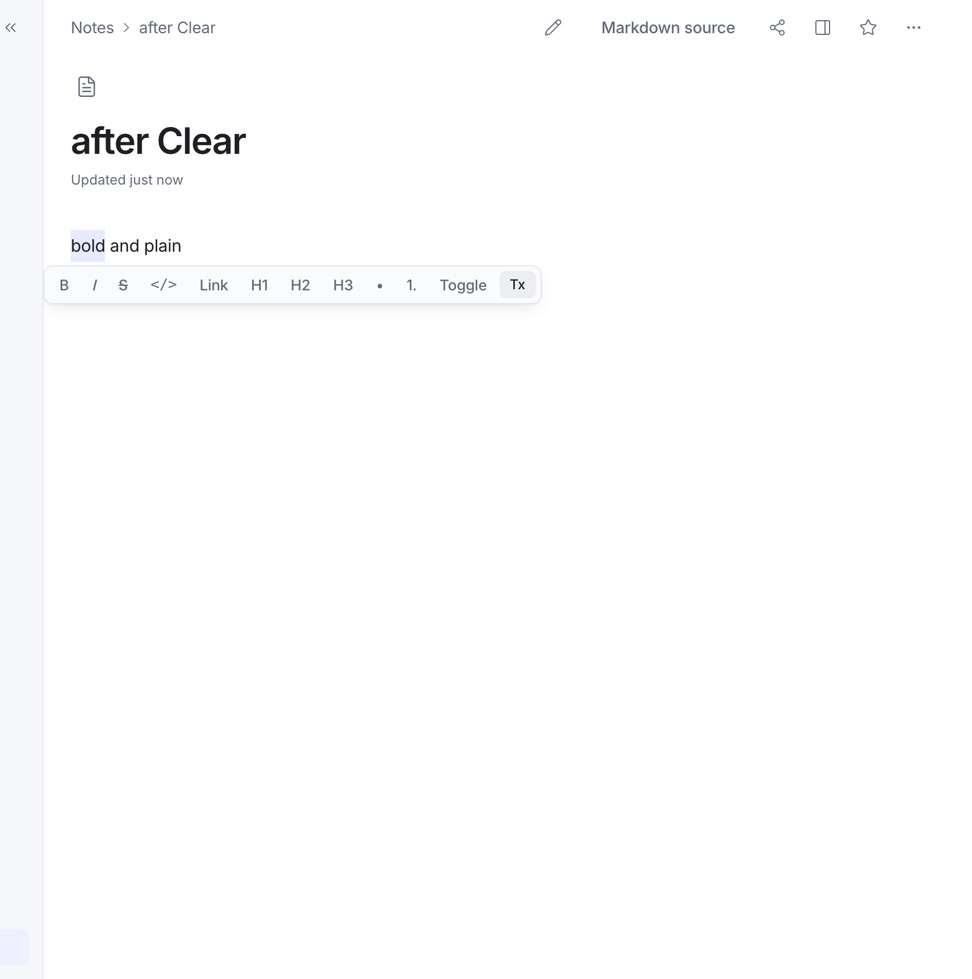 Notes > after Clear
Markdown source
after Clear
Updated just now
bold and plain
B I S </> Link H1 H2 H3 • 1. Toggle Tx